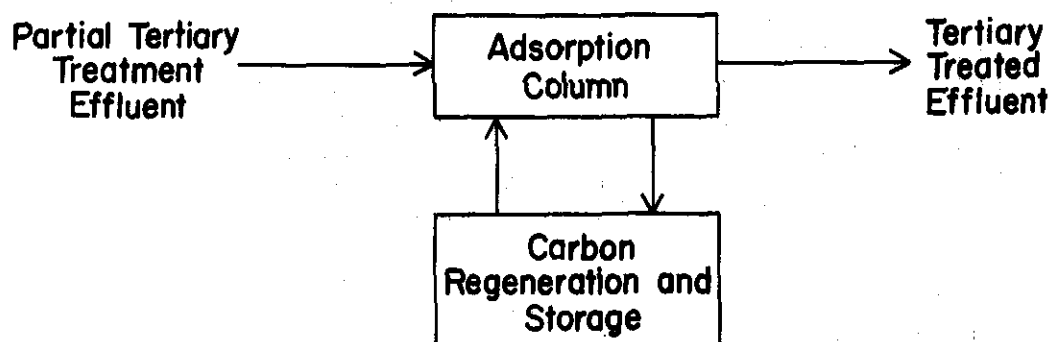 Partial Tertiary
Treatment
Effluent
Adsorption
Column
Tertiary
Treated
Effluent
Carbon
Regeneration and
Storage